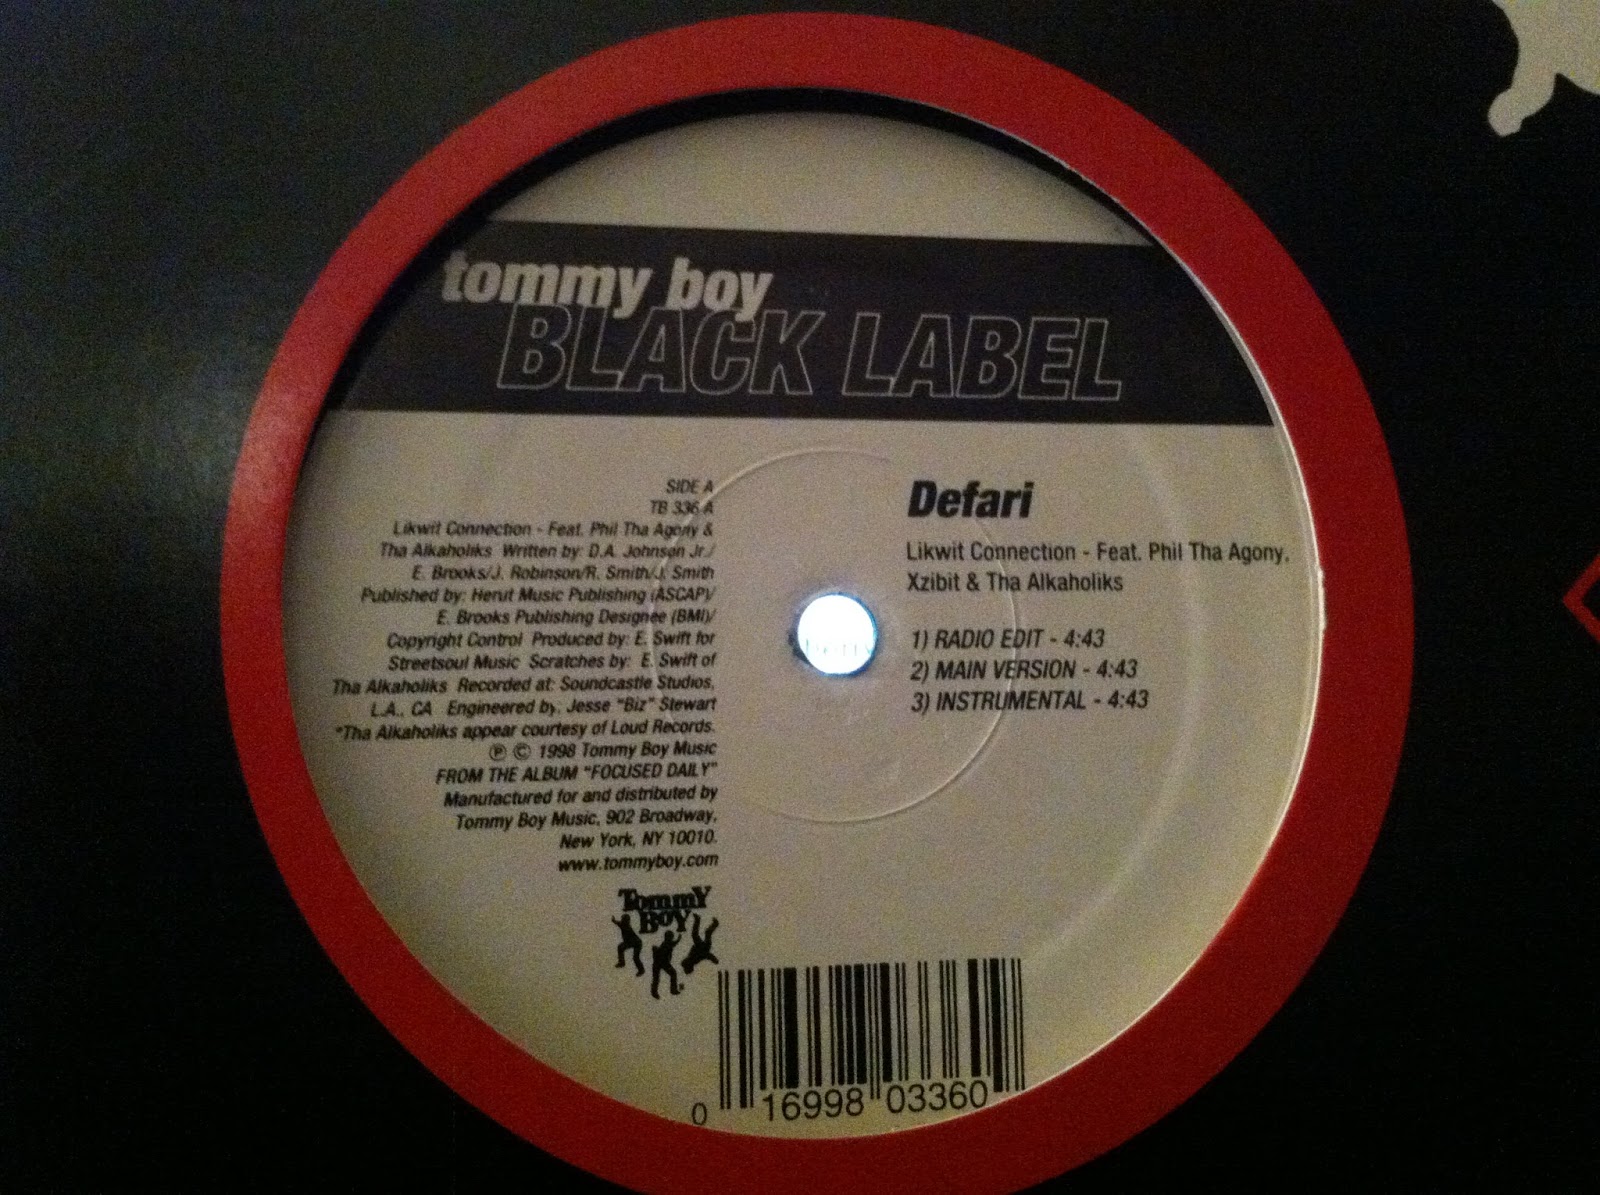 tommy boy
BLACK LABEL
SIDE A
TB 336 A
Likwit Connection - Feat. Phil Tha Agony &
Tha Alkaholiks Written by: D.A. Johnson Jr./
E. Brooks/J. Robinson/R. Smith/J. Smith
Published by: Herut Music Publishing (ASCAP)/
E. Brooks Publishing Designee (BMI)/
Copyright Control Produced by: E. Swift for
Streetsoul Music Scratches by: E. Swift of
Tha Alkaholiks Recorded at: Soundcastle Studios,
L.A., CA Engineered by: Jesse "Biz" Stewart
*Tha Alkaholiks appear courtesy of Loud Records.
℗ © 1998 Tommy Boy Music
FROM THE ALBUM "FOCUSED DAILY"
Manufactured for and distributed by
Tommy Boy Music, 902 Broadway,
New York, NY 10010.
www.tommyboy.com
Tommy
Boy
Defari
Likwit Connection - Feat. Phil Tha Agony,
Xzibit & Tha Alkaholiks
1) RADIO EDIT - 4:43
2) MAIN VERSION - 4:43
3) INSTRUMENTAL - 4:43
0 16998 03360